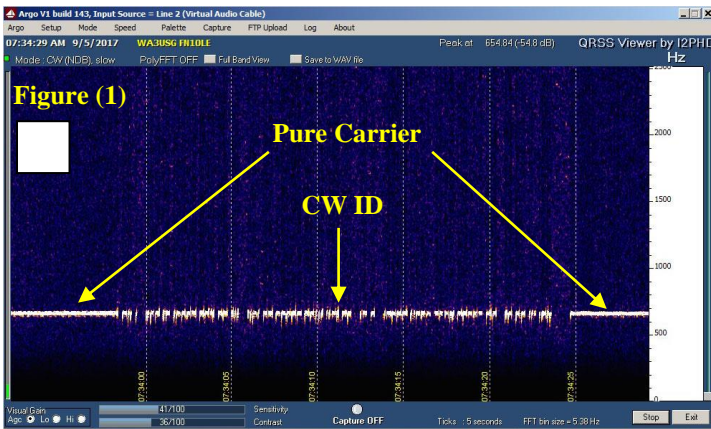 Argo V1 build 143, Input Source = Line 2 (Virtual Audio Cable)
Argo Setup Mode Speed Palette Capture FTP Upload Log About
07:34:29 AM 9/5/2017 WA3USG FN10LE Peak at 654.84 (-54.8 dB) QRSS Viewer by I2PHD
Mode : CW (NDB), slow PolyFFT OFF Full Band View Save to WAV file Hz
2500
Figure (1)
Pure Carrier
2000
CW ID
1500
1000
500
0
07:34:00 07:34:05 07:34:10 07:34:15 07:34:20 07:34:25
Visual Gain 41/100 Sensitivity
Agc Lo Hi 36/100 Contrast Capture OFF Ticks : 5 seconds FFT bin size = 5.38 Hz Stop Exit